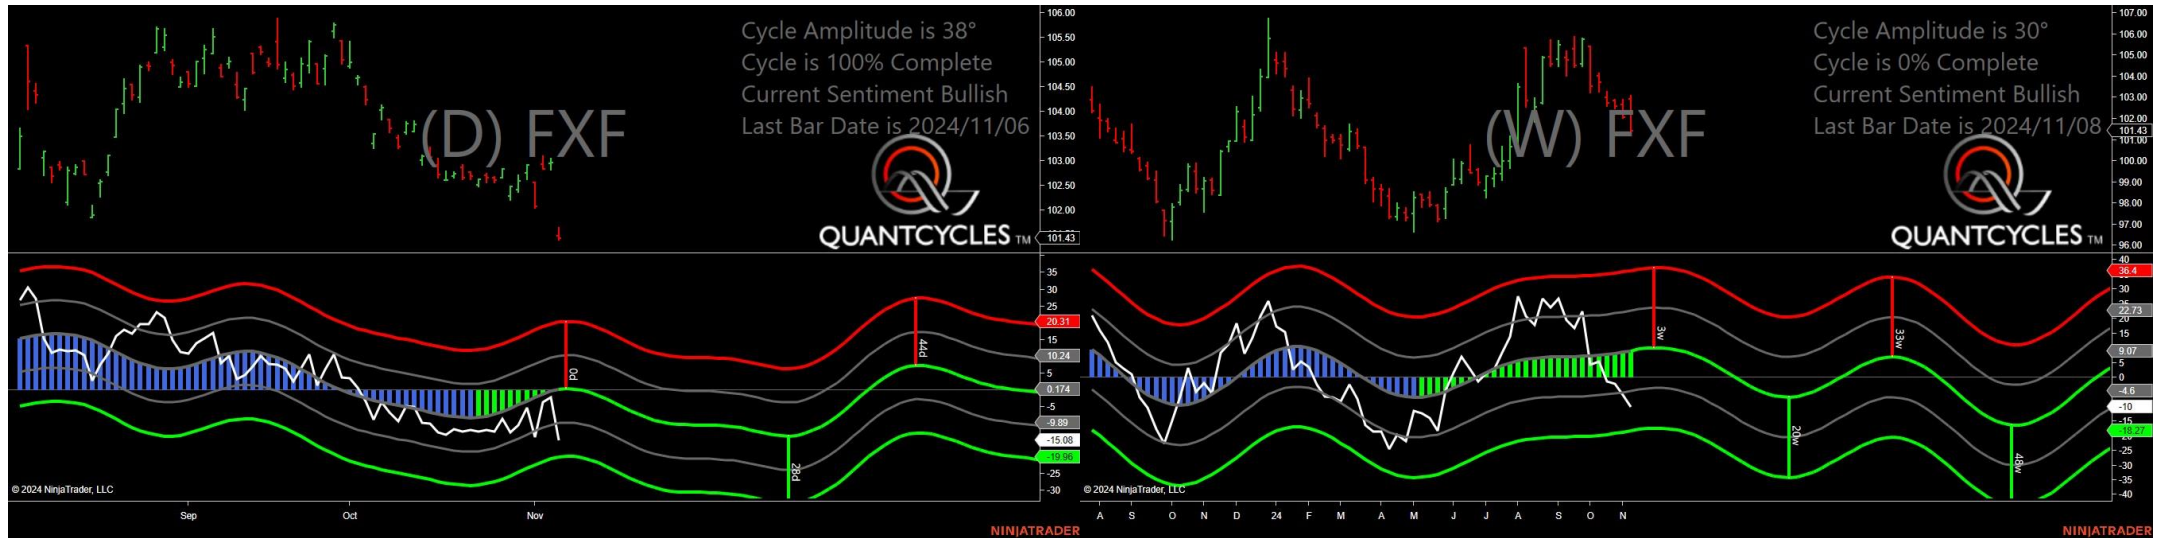 Cycle Amplitude is 38°
Cycle is 100% Complete
Current Sentiment Bullish
Last Bar Date is 2024/11/06
(D) FXF
QUANTCYCLES TM
106.00
105.50
105.00
104.50
104.00
103.50
103.00
102.50
102.00
101.43
35
30
25
20.31
15
10.24
5
0.174
-5
-9.89
-15.08
-19.96
-25
-30
0d
28d
44d
© 2024 NinjaTrader, LLC
Sep
Oct
Nov
NINJATRADER
Cycle Amplitude is 30°
Cycle is 0% Complete
Current Sentiment Bullish
Last Bar Date is 2024/11/08
(W) FXF
QUANTCYCLES TM
107.00
106.00
105.00
104.00
103.00
102.00
101.43
101.00
100.00
99.00
98.00
97.00
96.00
40
36.4
30
22.73
20
15
9.07
5
0
-4.6
-10
-15
-18.27
-25
-30
-35
-40
3w
20w
33w
48w
© 2024 NinjaTrader, LLC
A
S
O
N
D
24
F
M
A
M
J
J
A
S
O
N
NINJATRADER